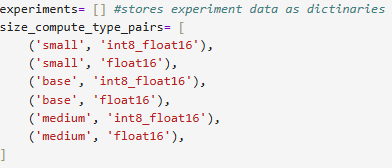 experiments= [] #stores experiment data as dictinaries
size_compute_type_pairs= [
    ('small', 'int8_float16'),
    ('small', 'float16'),
    ('base', 'int8_float16'),
    ('base', 'float16'),
    ('medium', 'int8_float16'),
    ('medium', 'float16'),
]